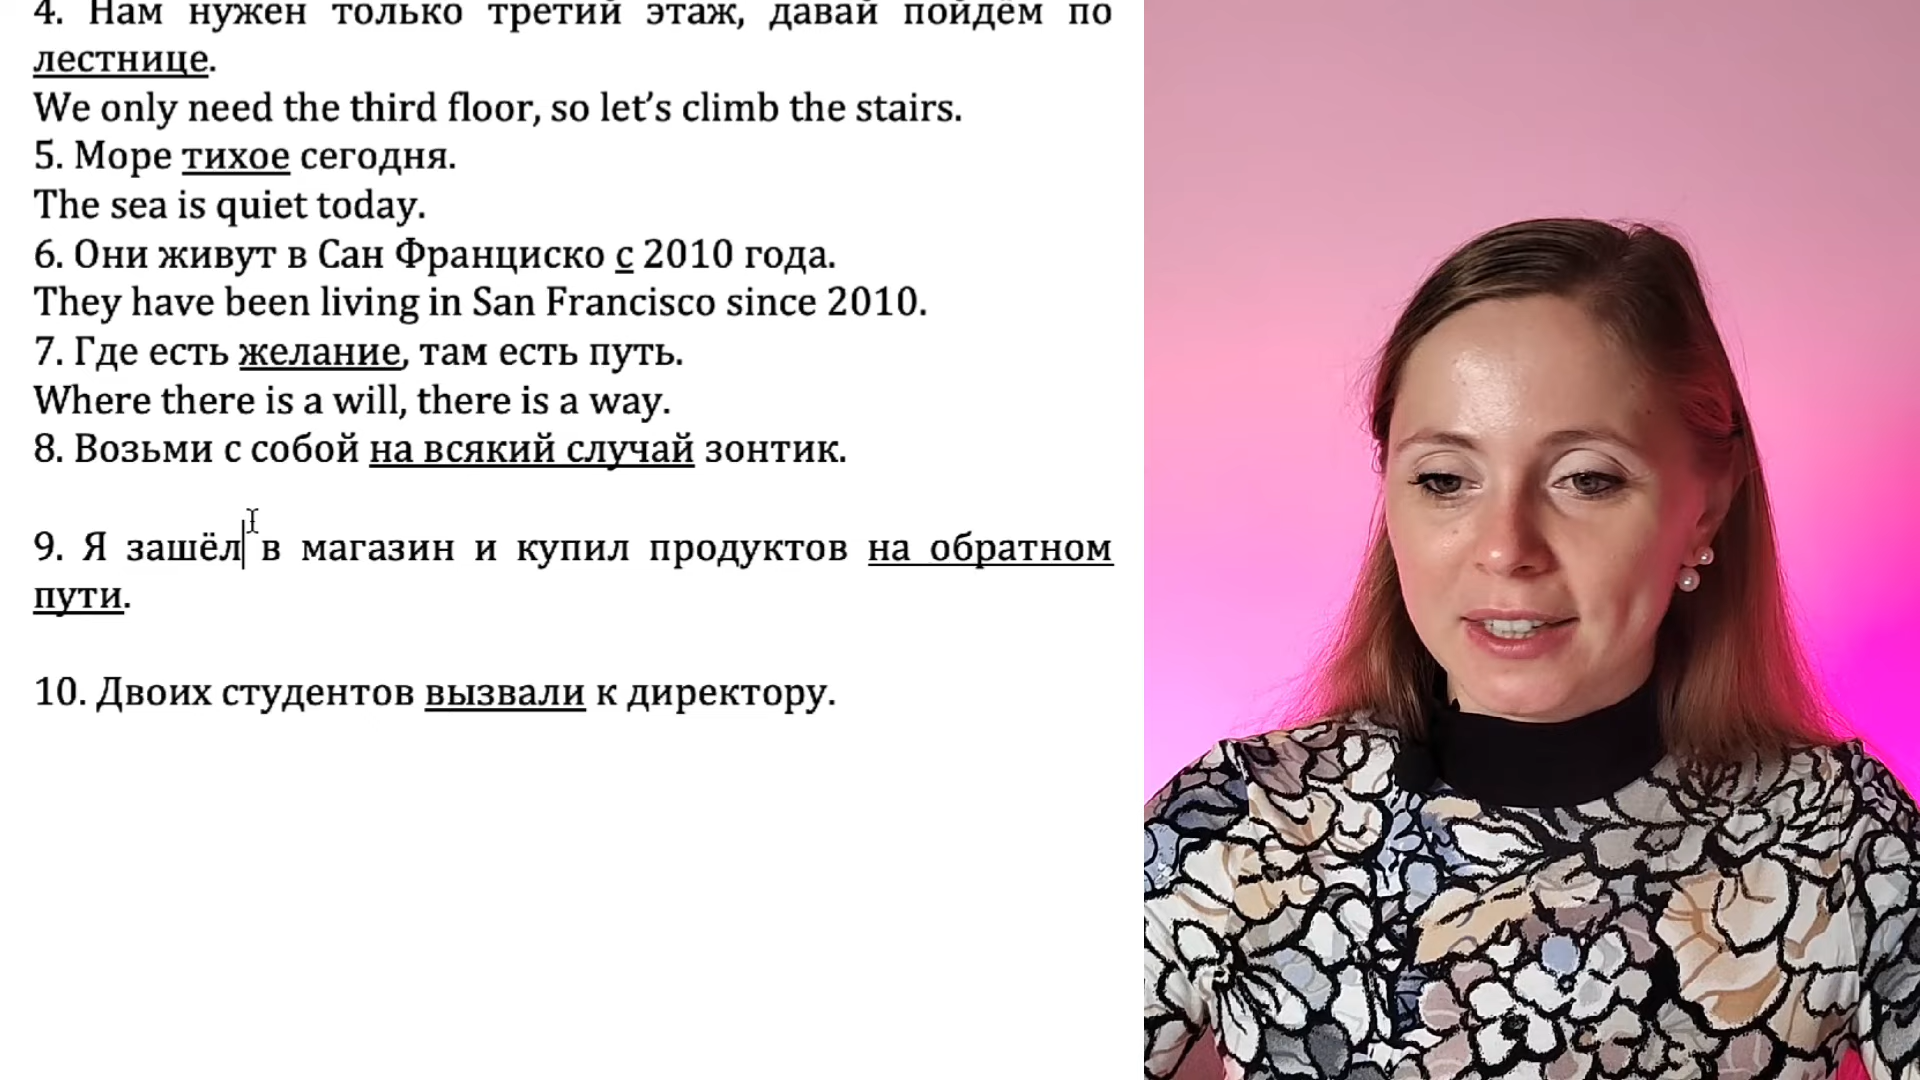 4. Нам нужен только третий этаж, давай пойдём по
лестнице.
We only need the third floor, so let’s climb the stairs.
5. Море тихое сегодня.
The sea is quiet today.
6. Они живут в Сан Франциско с 2010 года.
They have been living in San Francisco since 2010.
7. Где есть желание, там есть путь.
Where there is a will, there is a way.
8. Возьми с собой на всякий случай зонтик.
9. Я зашёл в магазин и купил продуктов на обратном
пути.
10. Двоих студентов вызвали к директору.